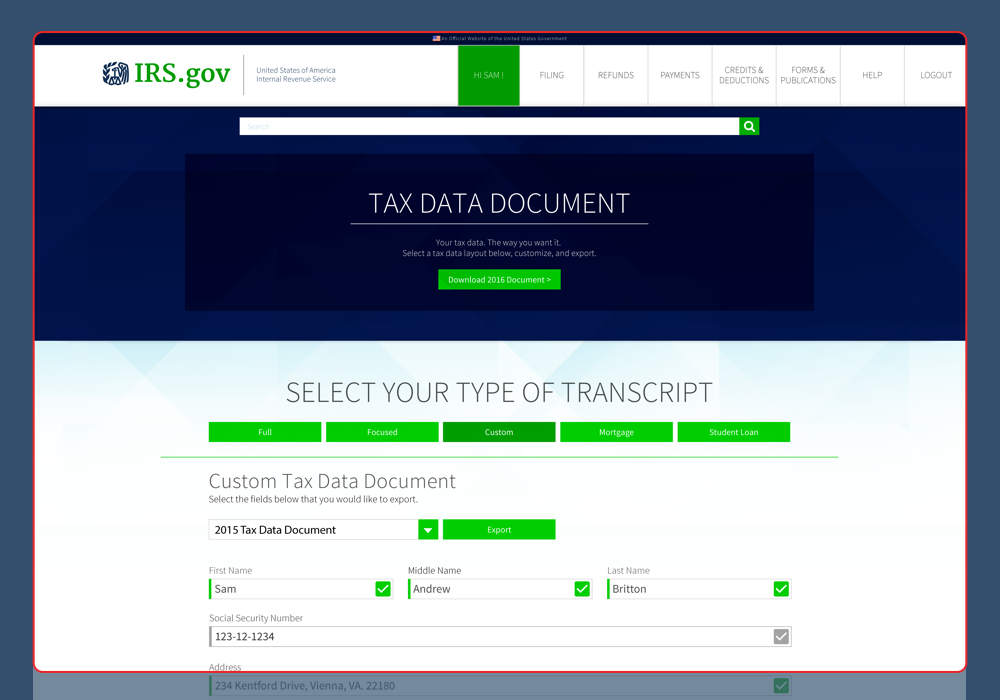 An Official Website of the United States Government
IRS.gov
United States of America
Internal Revenue Service
HI SAM !
FILING
REFUNDS
PAYMENTS
CREDITS &
DEDUCTIONS
FORMS &
PUBLICATIONS
HELP
LOGOUT
Search
TAX DATA DOCUMENT
Your tax data. The way you want it.
Select a tax data layout below, customize, and export.
Download 2016 Document >
SELECT YOUR TYPE OF TRANSCRIPT
Full
Focused
Custom
Mortgage
Student Loan
Custom Tax Data Document
Select the fields below that you would like to export.
2015 Tax Data Document
Export
First Name
Middle Name
Last Name
Sam
Andrew
Britton
Social Security Number
123-12-1234
Address
234 Kentford Drive, Vienna, VA. 22180